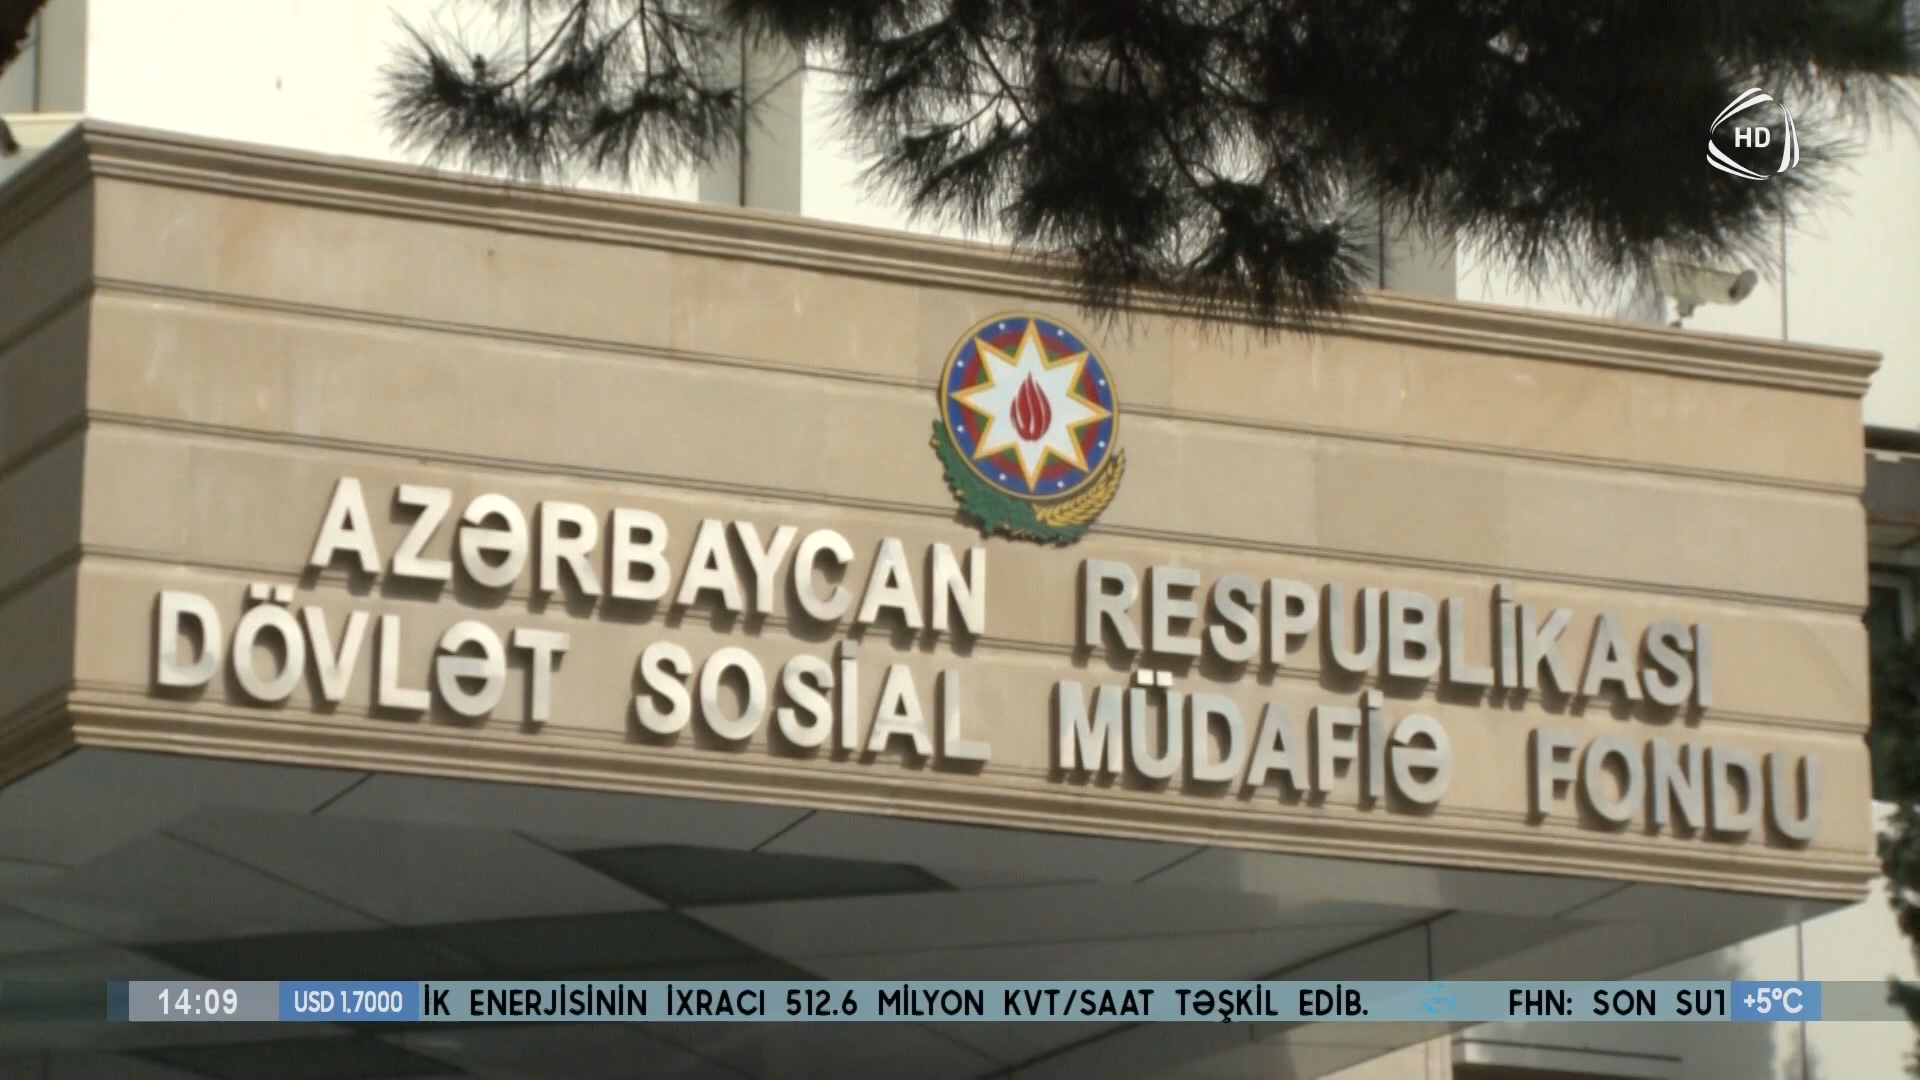 HD
AZƏRBAYCAN RESPUBLİKASI
DÖVLƏT SOSİAL MÜDAFİƏ FONDU
14:09 USD 1,7000 İK ENERJİSİNİN İXRACI 512.6 MİLYON KVT/SAAT TƏŞKİL EDİB. FHN: SON +5°C